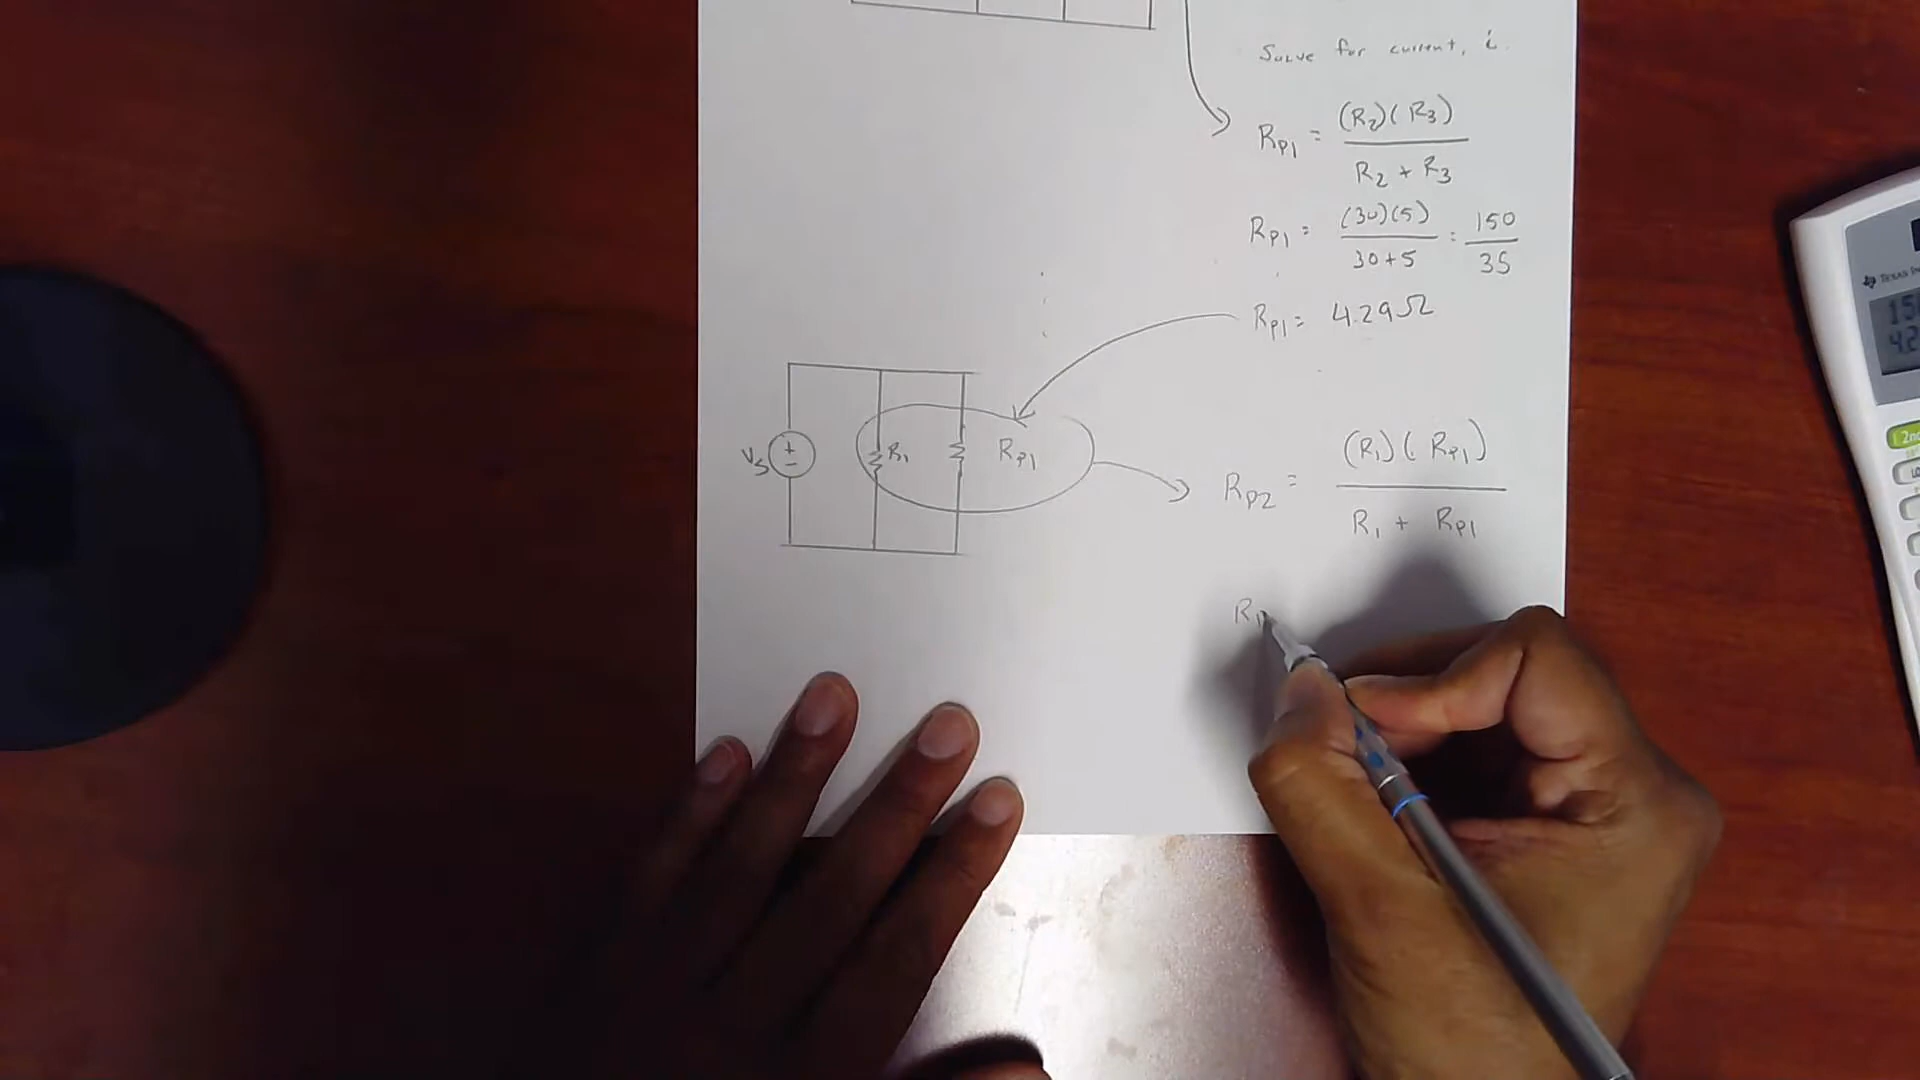 Solve for current, i.
RP1 = (R2)(R3) / R2 + R3
RP1 = (30)(5) / 30+5 = 150 / 35
RP1 = 4.29Ω
Vs + − R1 RP1
RP2 = (R1)(RP1) / R1 + RP1
R
2nd